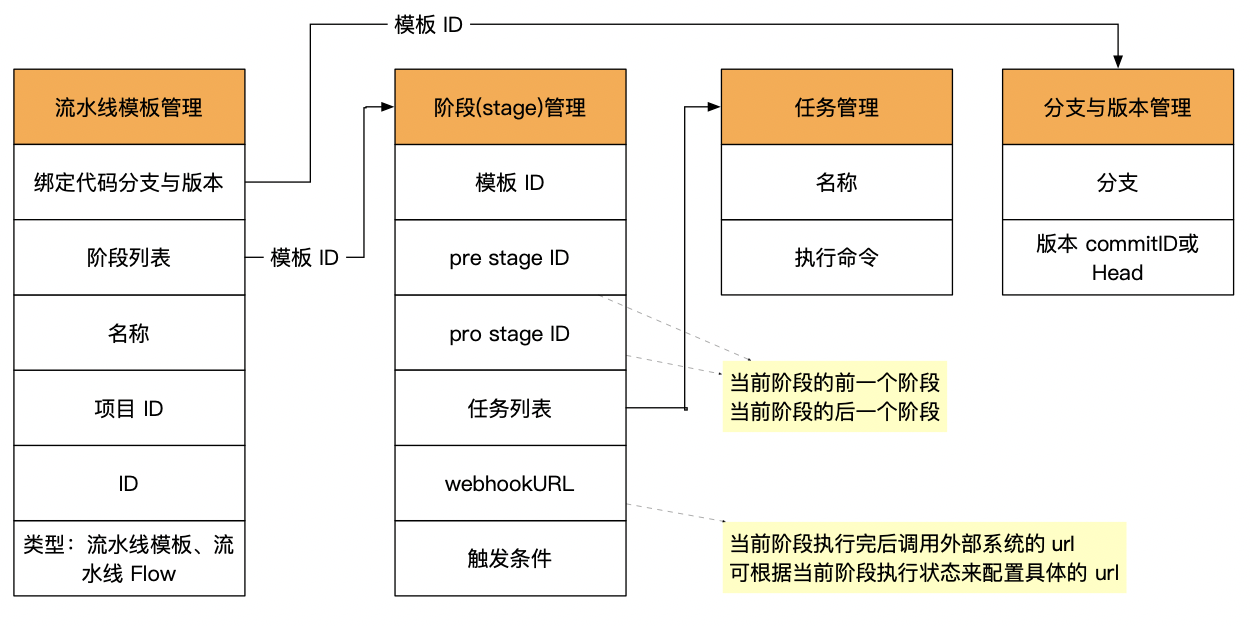 模板 ID
流水线模板管理
绑定代码分支与版本
阶段列表
名称
项目 ID
ID
类型：流水线模板、流
水线 Flow
模板 ID
阶段(stage)管理
模板 ID
pre stage ID
pro stage ID
任务列表
webhookURL
触发条件
任务管理
名称
执行命令
分支与版本管理
分支
版本 commitID或
Head
当前阶段的前一个阶段
当前阶段的后一个阶段
当前阶段执行完后调用外部系统的 url
可根据当前阶段执行状态来配置具体的 url